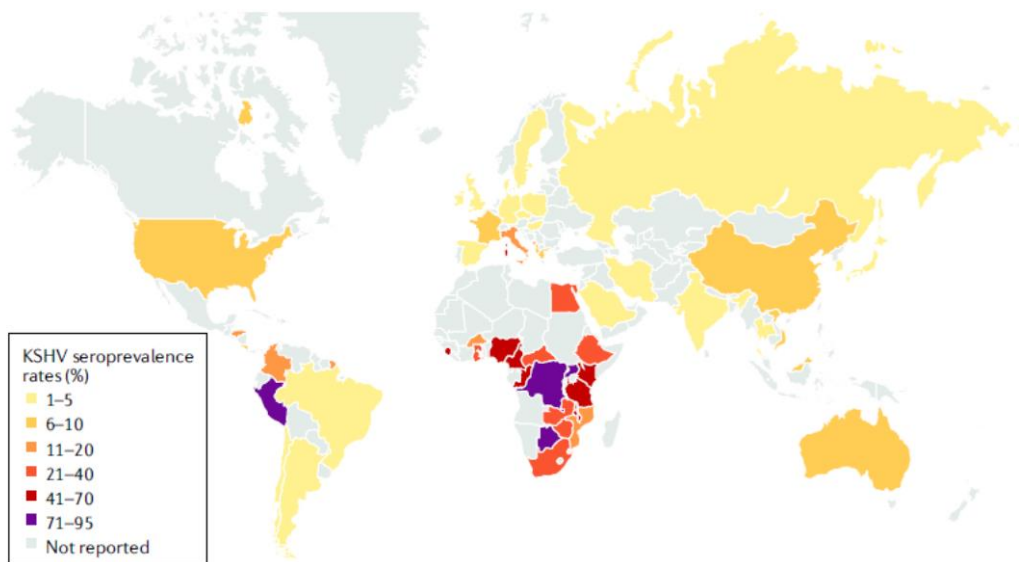 KSHV seroprevalence
rates (%)
1–5
6–10
11–20
21–40
41–70
71–95
Not reported